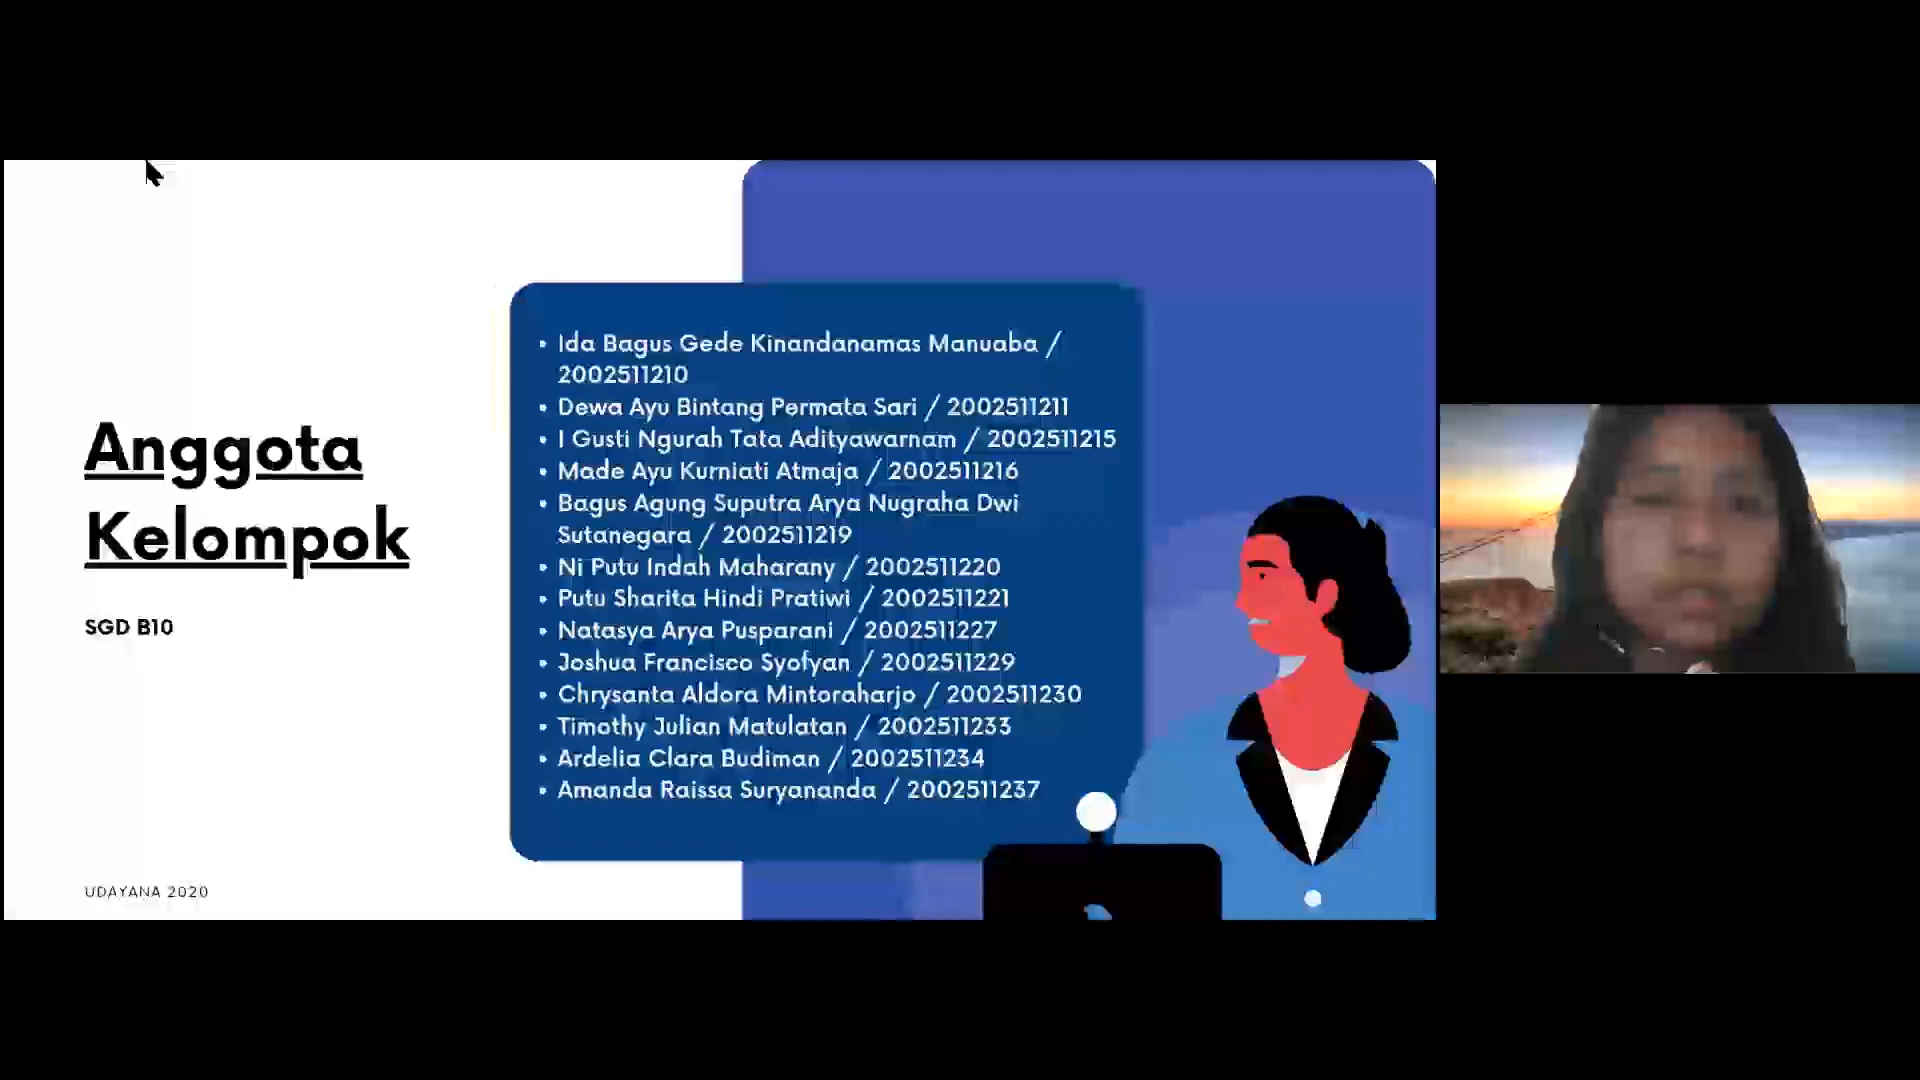 Anggota
Kelompok
SGD B10
UDAYANA 2020
• Ida Bagus Gede Kinandanamas Manuaba /
2002511210
• Dewa Ayu Bintang Permata Sari / 2002511211
• I Gusti Ngurah Tata Adityawarnam / 2002511215
• Made Ayu Kurniati Atmaja / 2002511216
• Bagus Agung Suputra Arya Nugraha Dwi
Sutanegara / 2002511219
• Ni Putu Indah Maharany / 2002511220
• Putu Sharita Hindi Pratiwi / 2002511221
• Natasya Arya Pusparani / 2002511227
• Joshua Francisco Syofyan / 2002511229
• Chrysanta Aldora Mintoraharjo / 2002511230
• Timothy Julian Matulatan / 2002511233
• Ardelia Clara Budiman / 2002511234
• Amanda Raissa Suryananda / 2002511237